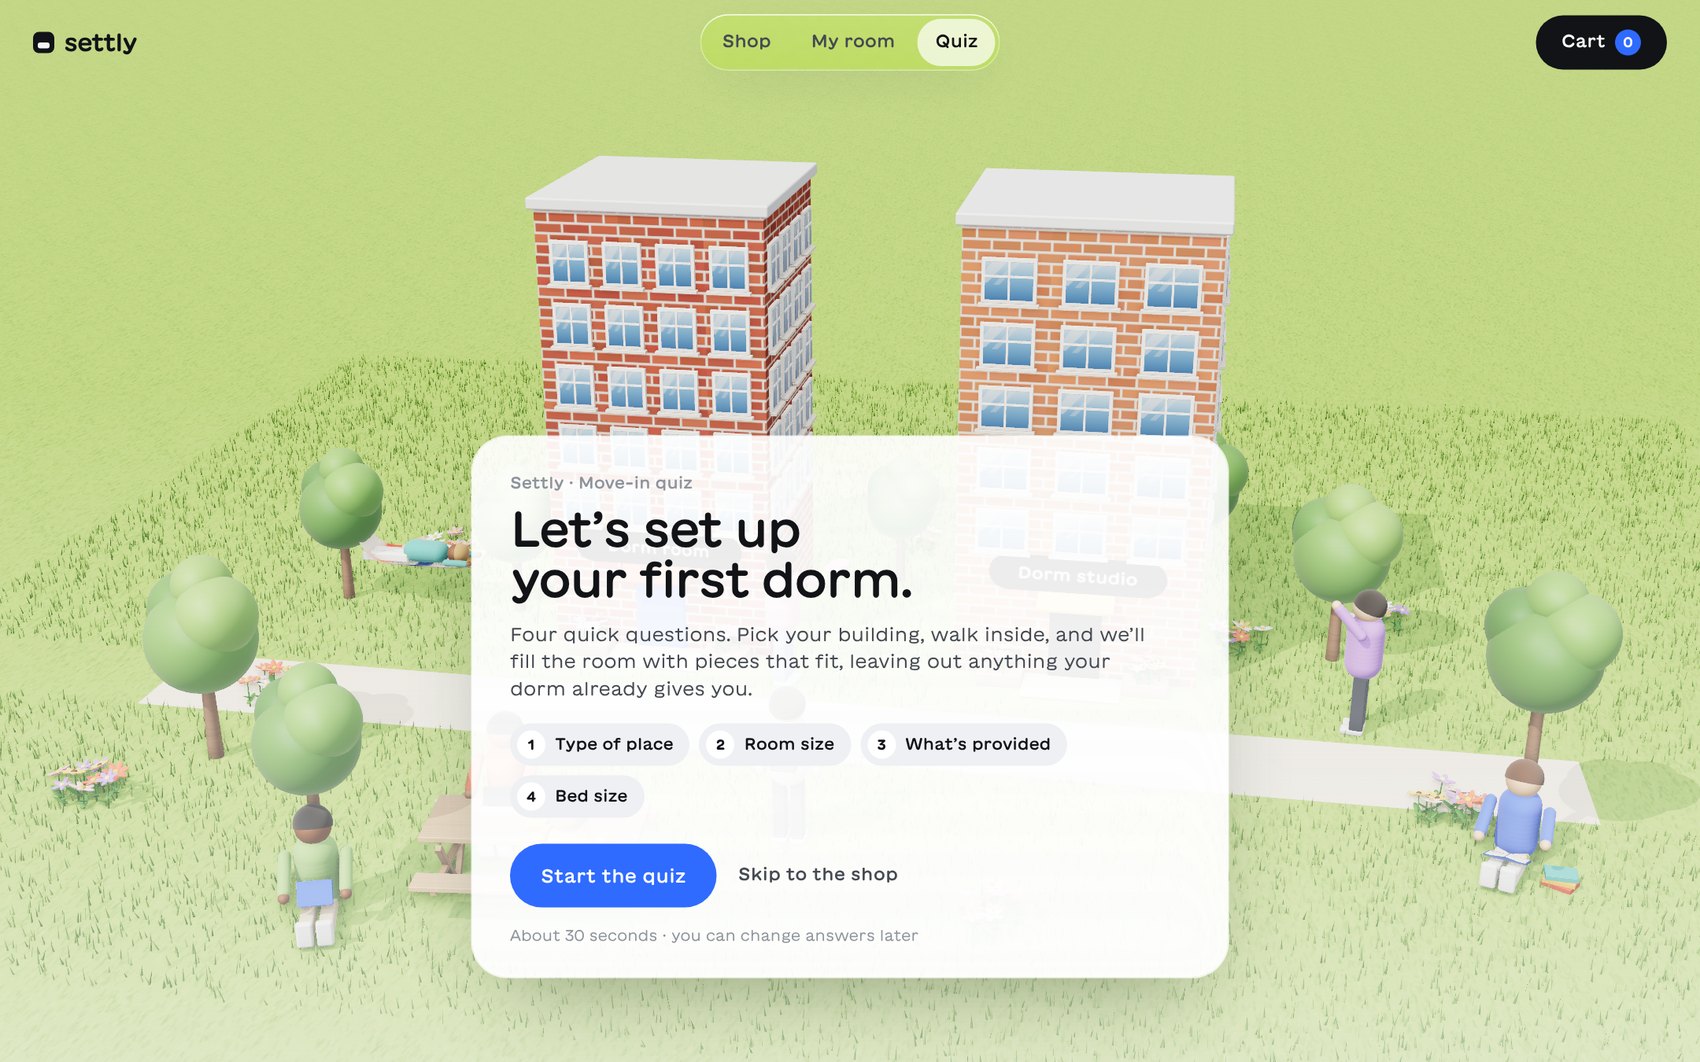 settly
Shop
My room
Quiz
Cart 0
Settly · Move-in quiz
Let’s set up
your first dorm.
Dorm room
Dorm studio
Four quick questions. Pick your building, walk inside, and we’ll
fill the room with pieces that fit, leaving out anything your
dorm already gives you.
1 Type of place
2 Room size
3 What’s provided
4 Bed size
Start the quiz
Skip to the shop
About 30 seconds · you can change answers later